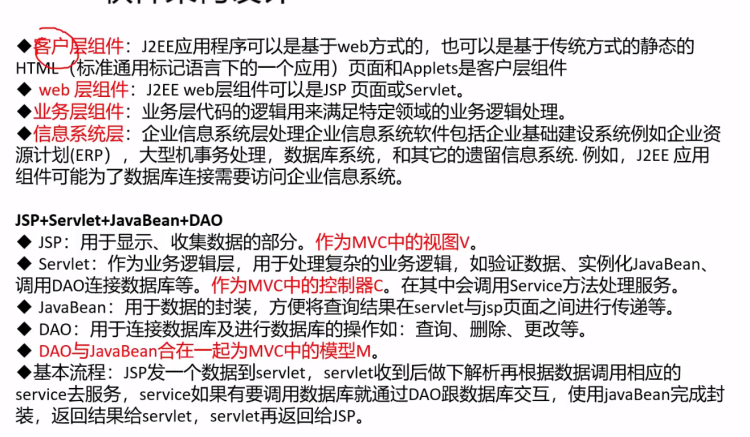 ◆客户层组件：J2EE应用程序可以是基于web方式的，也可以是基于传统方式的静态的
HTML（标准通用标记语言下的一个应用）页面和Applets是客户层组件
◆ web 层组件：J2EE web层组件可以是JSP 页面或Servlet。
◆业务层组件：业务层代码的逻辑用来满足特定领域的业务逻辑处理。
◆信息系统层：企业信息系统层处理企业信息系统软件包括企业基础建设系统例如企业资
源计划(ERP），大型机事务处理，数据库系统，和其它的遗留信息系统. 例如，J2EE 应用
组件可能为了数据库连接需要访问企业信息系统。
JSP+Servlet+JavaBean+DAO
◆ JSP：用于显示、收集数据的部分。作为MVC中的视图V。
◆ Servlet：作为业务逻辑层，用于处理复杂的业务逻辑，如验证数据、实例化JavaBean、
调用DAO连接数据库等。作为MVC中的控制器C。在其中会调用Service方法处理服务。
◆ JavaBean：用于数据的封装，方便将查询结果在servlet与jsp页面之间进行传递等。
◆ DAO：用于连接数据库及进行数据库的操作如：查询、删除、更改等。
◆ DAO与JavaBean合在一起为MVC中的模型M。
◆基本流程：JSP发一个数据到servlet，servlet收到后做下解析再根据数据调用相应的
service去服务，service如果有要调用数据库就通过DAO跟数据库交互，使用javaBean完成封
装，返回结果给servlet，servlet再返回给JSP。